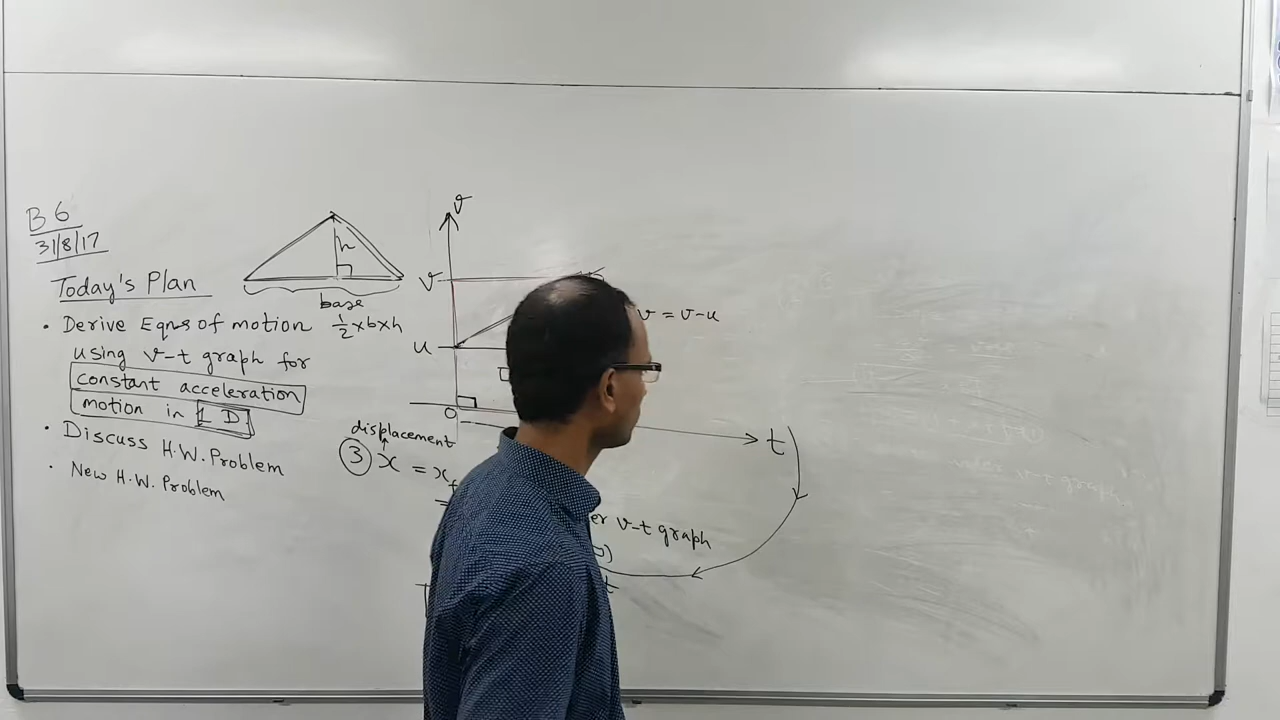 B 6
31/8/17
Today's Plan
• Derive Eqns of motion
using v-t graph for
constant acceleration
motion in 1 D
• Discuss H.W. Problem
• New H.W. Problem
h
base
1/2 x b x h
v
v
u
0
t
v = v-u
displacement
3 x = x
=
v-t graph
t